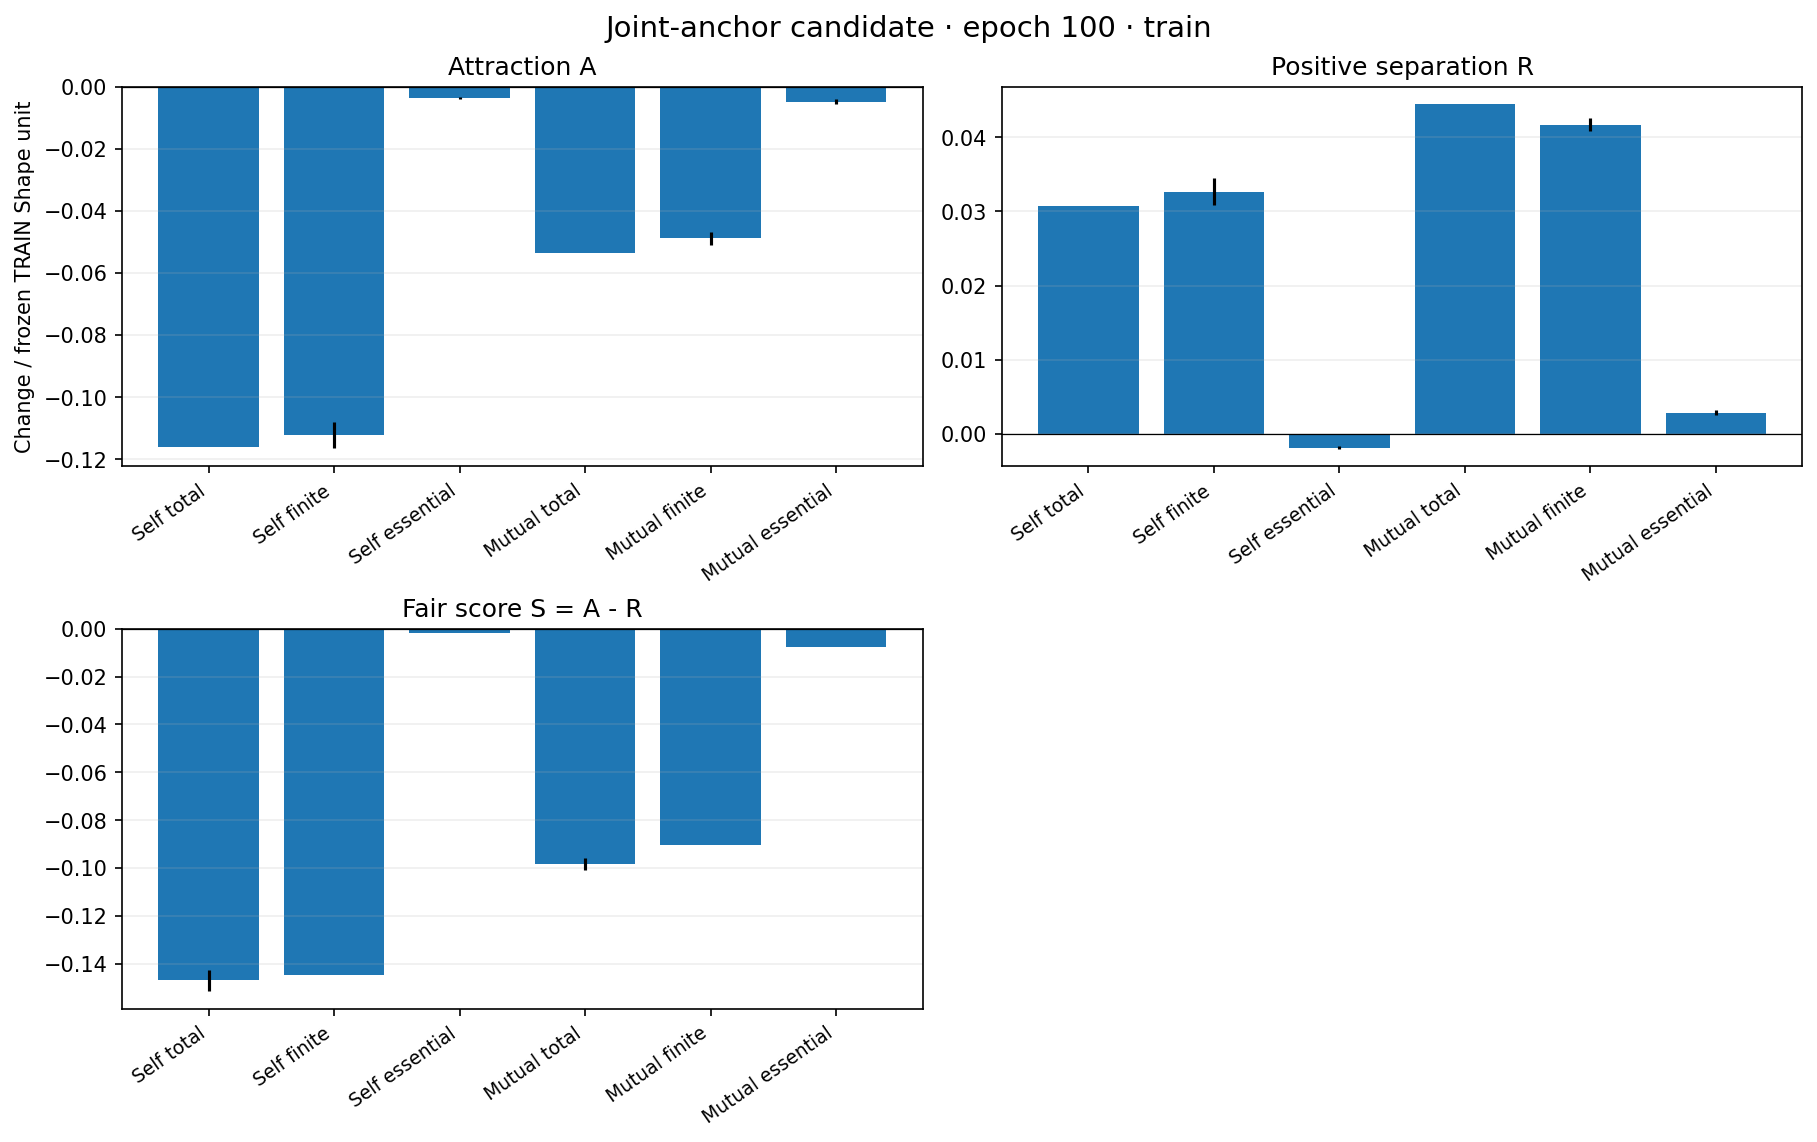 Joint-anchor candidate · epoch 100 · train
Attraction A
Change / frozen TRAIN Shape unit
0.00
−0.02
−0.04
−0.06
−0.08
−0.10
−0.12
Self total
Self finite
Self essential
Mutual total
Mutual finite
Mutual essential
Positive separation R
0.04
0.03
0.02
0.01
0.00
Self total
Self finite
Self essential
Mutual total
Mutual finite
Mutual essential
Fair score S = A - R
0.00
−0.02
−0.04
−0.06
−0.08
−0.10
−0.12
−0.14
Self total
Self finite
Self essential
Mutual total
Mutual finite
Mutual essential